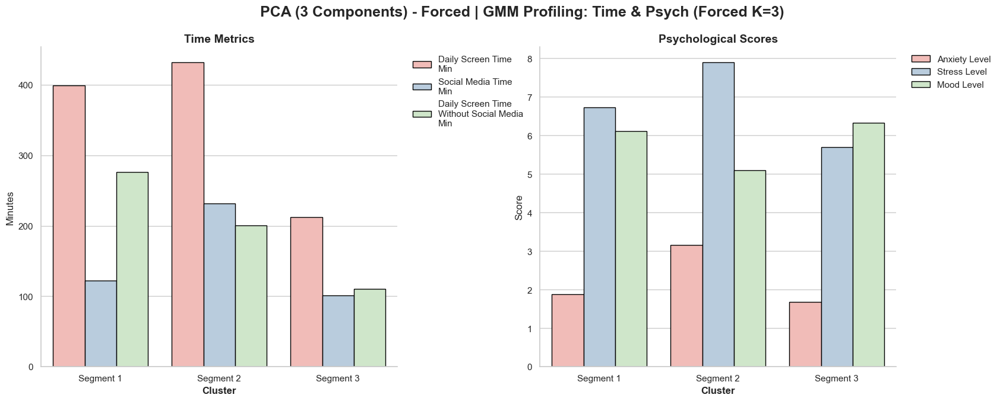 PCA (3 Components) - Forced | GMM Profiling: Time & Psych (Forced K=3)
Time Metrics
Minutes
400
300
200
100
0
Segment 1
Segment 2
Segment 3
Cluster
Daily Screen Time
Min
Social Media Time
Min
Daily Screen Time
Without Social Media
Min
Psychological Scores
Score
8
7
6
5
4
3
2
1
0
Segment 1
Segment 2
Segment 3
Cluster
Anxiety Level
Stress Level
Mood Level